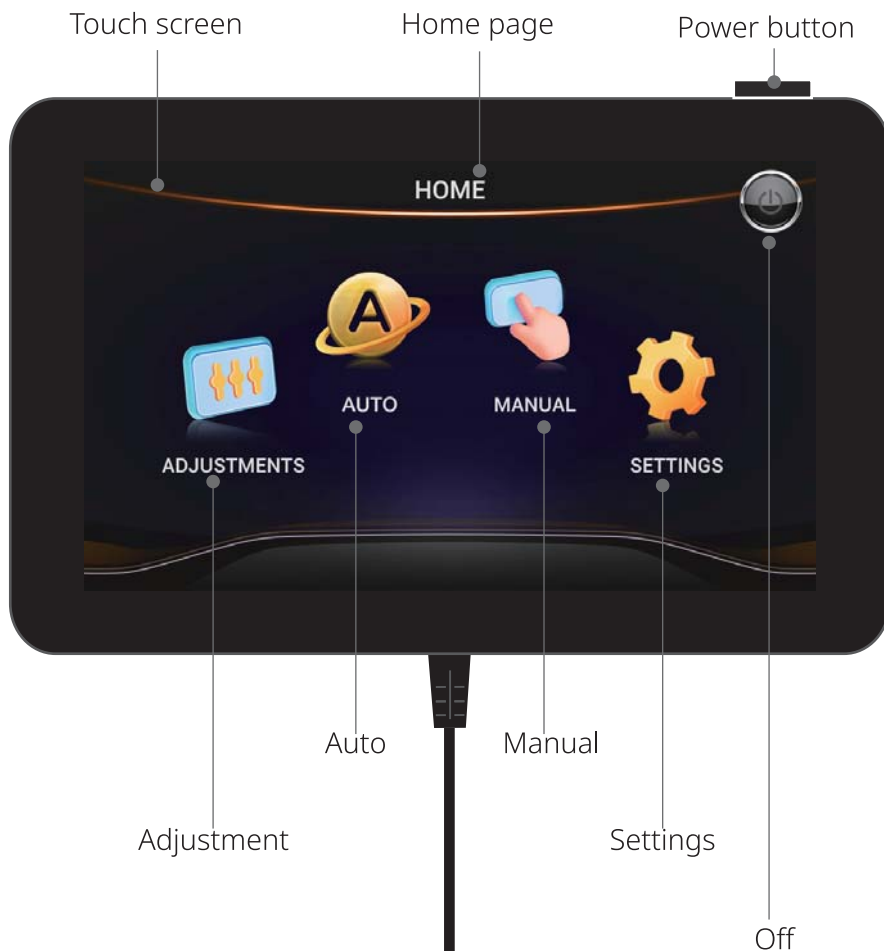 Touch screen
Home page
Power button
HOME
AUTO
MANUAL
ADJUSTMENTS
SETTINGS
Auto
Manual
Adjustment
Settings
Off